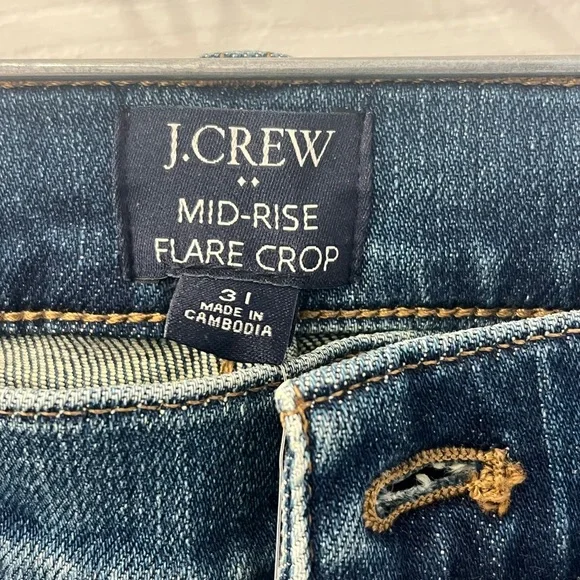 J.CREW
MID-RISE
FLARE CROP
31
MADE IN
CAMBODIA